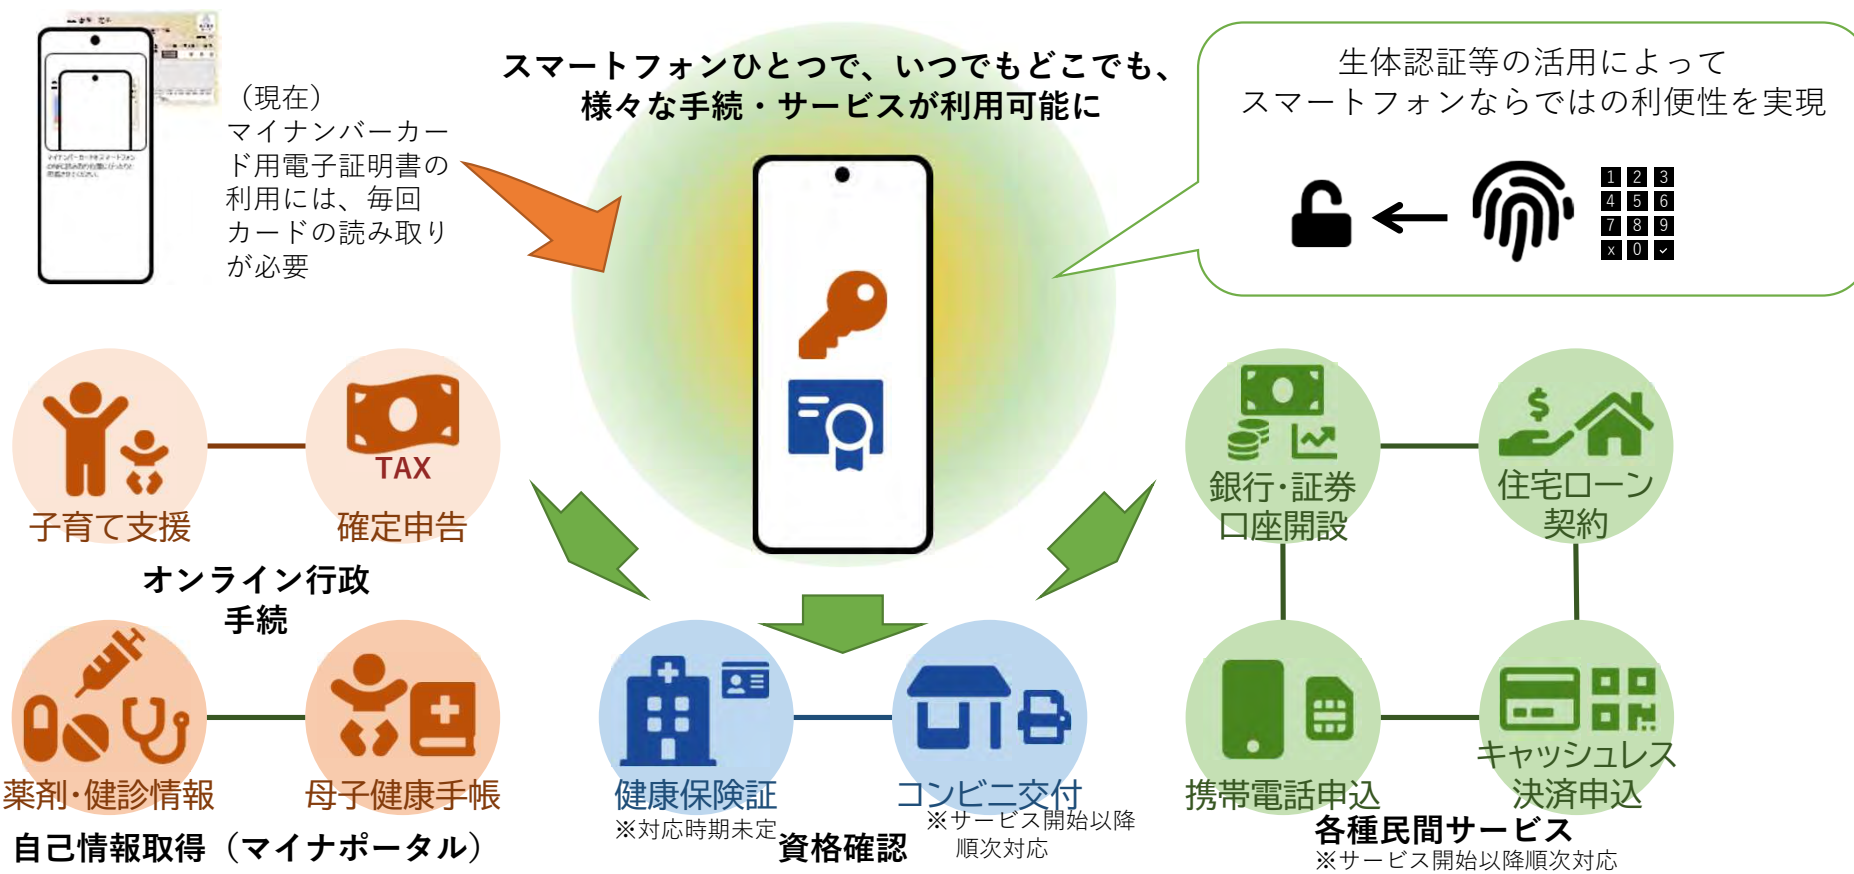 スマートフォンひとつで、いつでもどこでも、
様々な手続・サービスが利用可能に
（現在）
マイナンバーカー
ド用電子証明書の
利用には、毎回
カードの読み取り
が必要
生体認証等の活用によって
スマートフォンならではの利便性を実現
1 2 3
4 5 6
7 8 9
x 0 ✓
子育て支援
TAX
確定申告
オンライン行政
手続
薬剤・健診情報
母子健康手帳
自己情報取得（マイナポータル）
健康保険証
※対応時期未定
コンビニ交付
※サービス開始以降
順次対応
資格確認
銀行・証券
口座開設
$
住宅ローン
契約
携帯電話申込
キャッシュレス
決済申込
各種民間サービス
※サービス開始以降順次対応